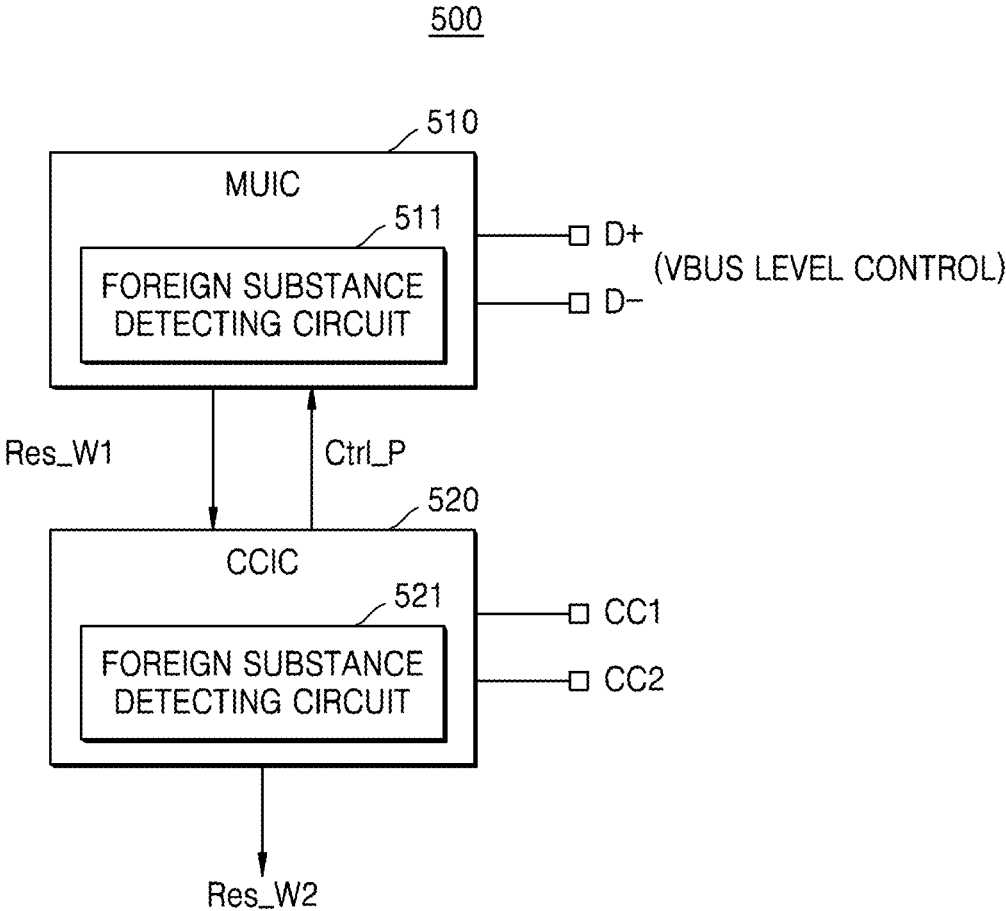 500
510
MUIC
511
FOREIGN SUBSTANCE
DETECTING CIRCUIT
D+
(VBUS LEVEL CONTROL)
D−
Res_W1
Ctrl_P
520
CCIC
521
FOREIGN SUBSTANCE
DETECTING CIRCUIT
CC1
CC2
Res_W2